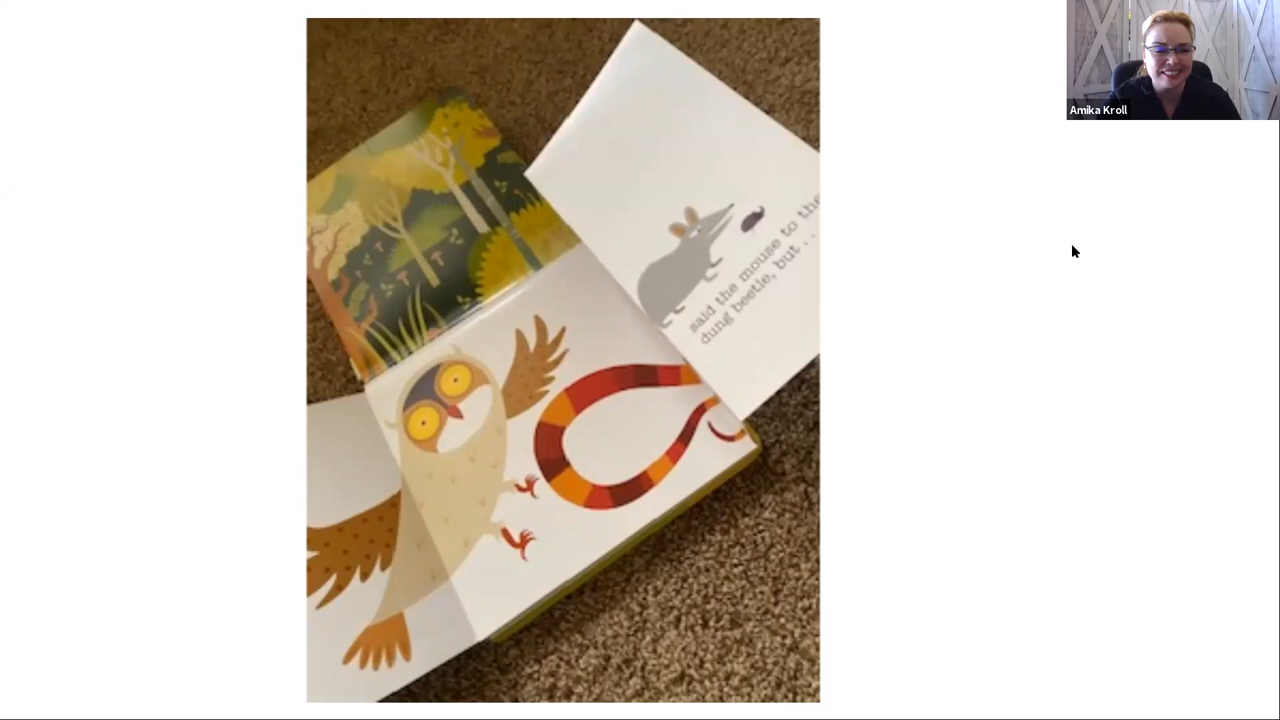 Amika Kroll
said the mouse to the
dung beetle, but . . .